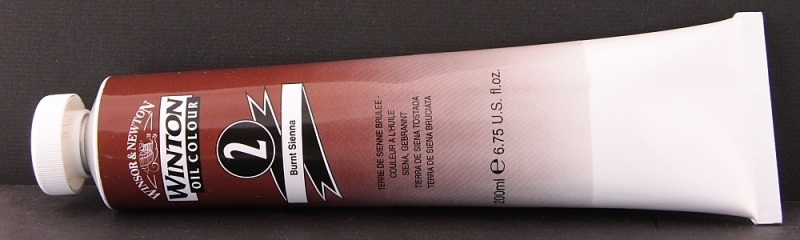 WINSOR & NEWTON
WINTON
OIL COLOUR
2
Burnt Sienna
TERRE DE SIENNE BRULEE -
COULEUR A L'HUILE
SIENA, GEBRANNT
TIERRA DE SIENA TOSTADA
TERRA DI SIENA BRUCIATA
200ml ℮ 6.75 U.S. fl.oz.